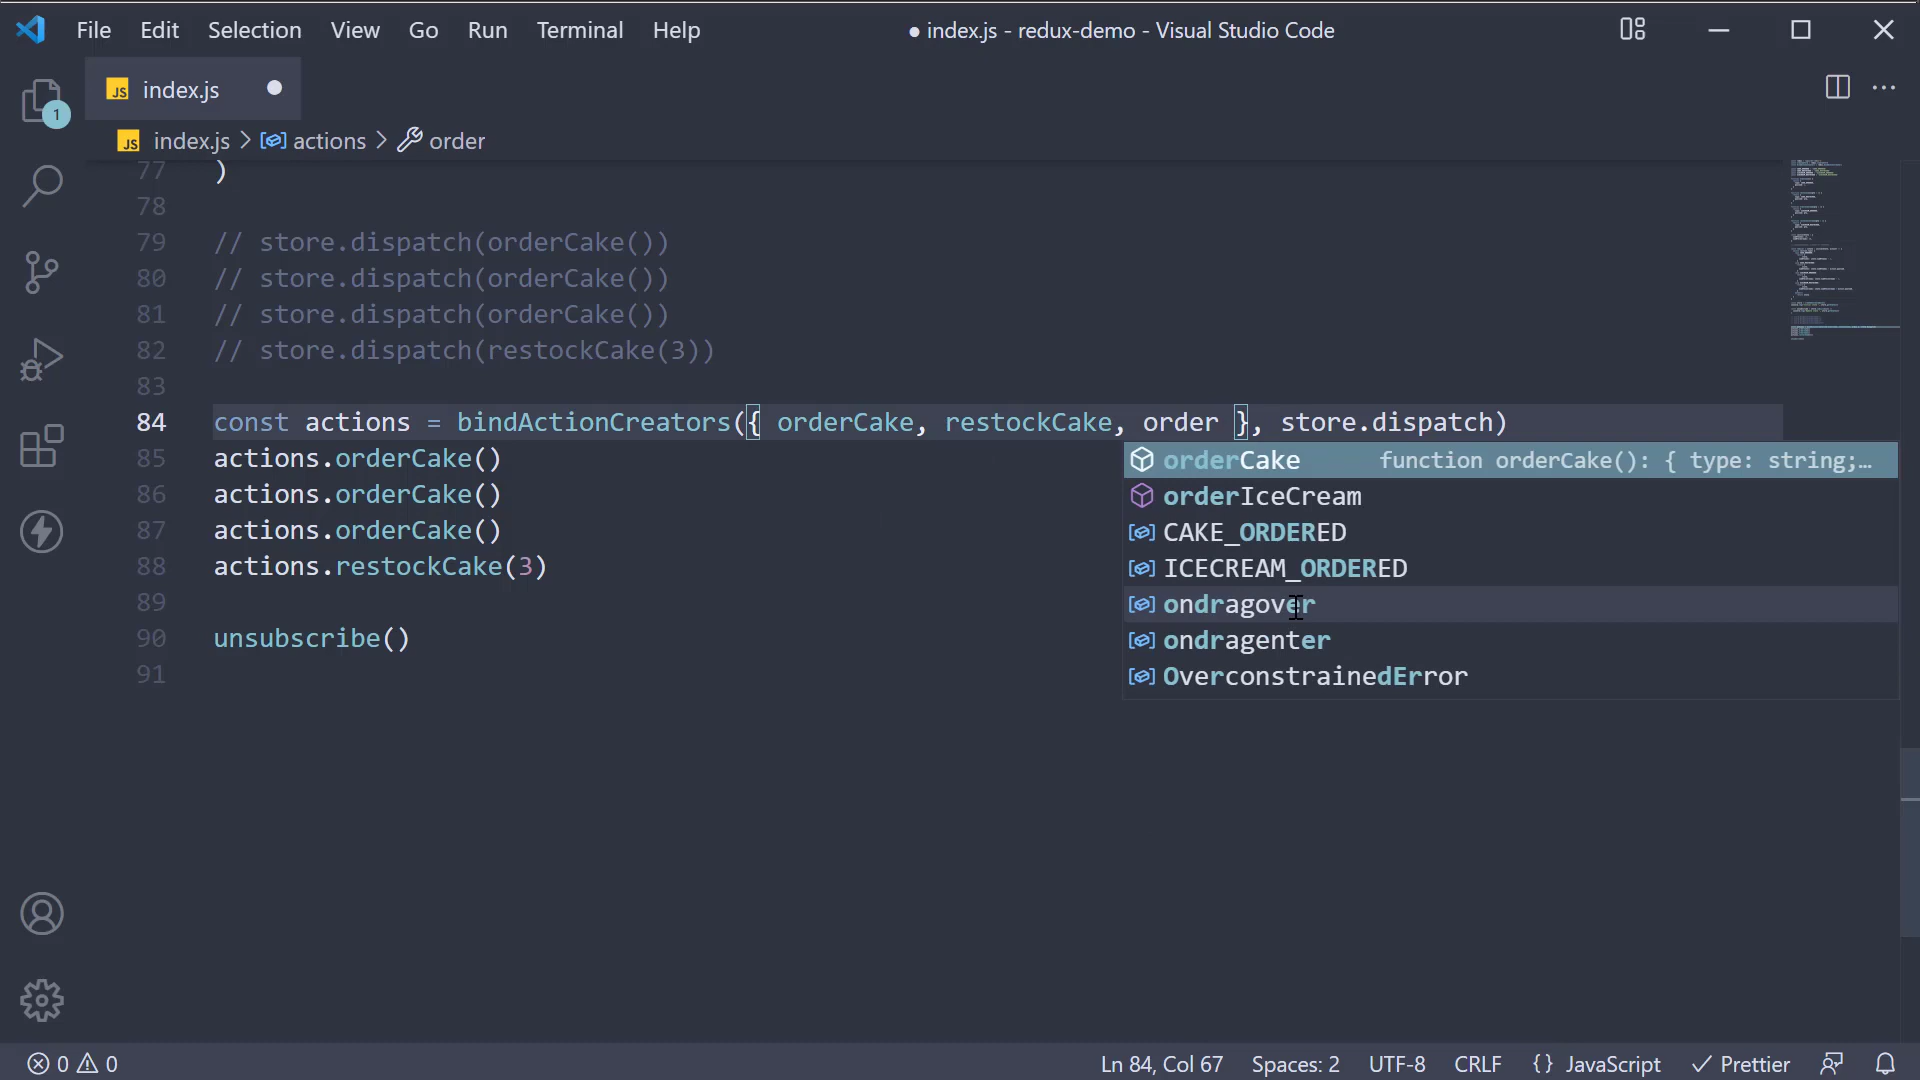 File Edit Selection View Go Run Terminal Help
● index.js - redux-demo - Visual Studio Code
1
JS index.js
JS index.js > actions > order
77 )
78
79 // store.dispatch(orderCake())
80 // store.dispatch(orderCake())
81 // store.dispatch(orderCake())
82 // store.dispatch(restockCake(3))
83
84 const actions = bindActionCreators({ orderCake, restockCake, order }, store.dispatch)
85 actions.orderCake()
86 actions.orderCake()
87 actions.orderCake()
88 actions.restockCake(3)
89
90 unsubscribe()
91
orderCake function orderCake(): { type: string;…
orderIceCream
CAKE_ORDERED
ICECREAM_ORDERED
ondragover
ondragenter
OverconstrainedError
0 0
Ln 84, Col 67 Spaces: 2 UTF-8 CRLF {} JavaScript ✓ Prettier